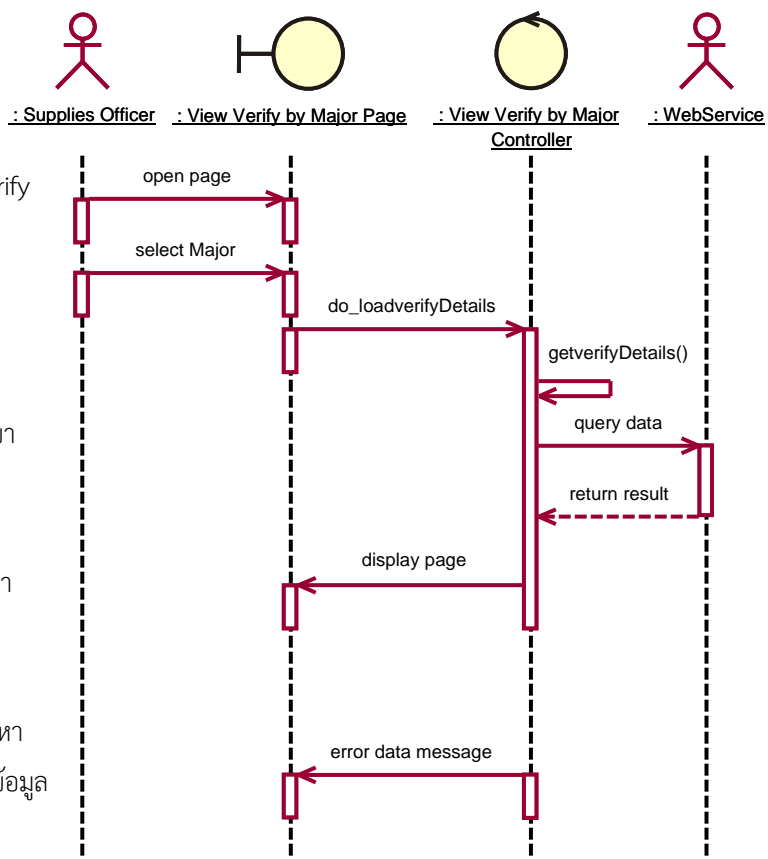 : Supplies Officer
: View Verify by Major Page
: View Verify by Major
Controller
: WebService
open page
select Major
do_loadverifyDetails
getverifyDetails()
query data
return result
display page
error data message